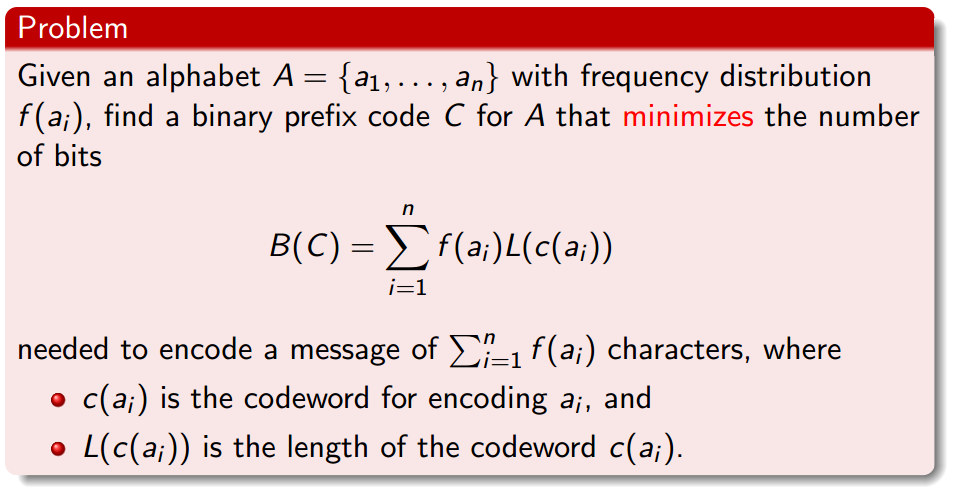 Problem
Given an alphabet A = {a₁, . . . , aₙ} with frequency distribution
f(aᵢ), find a binary prefix code C for A that minimizes the number
of bits
B(C) = ∑ⁿᵢ₌₁ f(aᵢ)L(c(aᵢ))
needed to encode a message of ∑ⁿᵢ₌₁ f(aᵢ) characters, where
• c(aᵢ) is the codeword for encoding aᵢ, and
• L(c(aᵢ)) is the length of the codeword c(aᵢ).